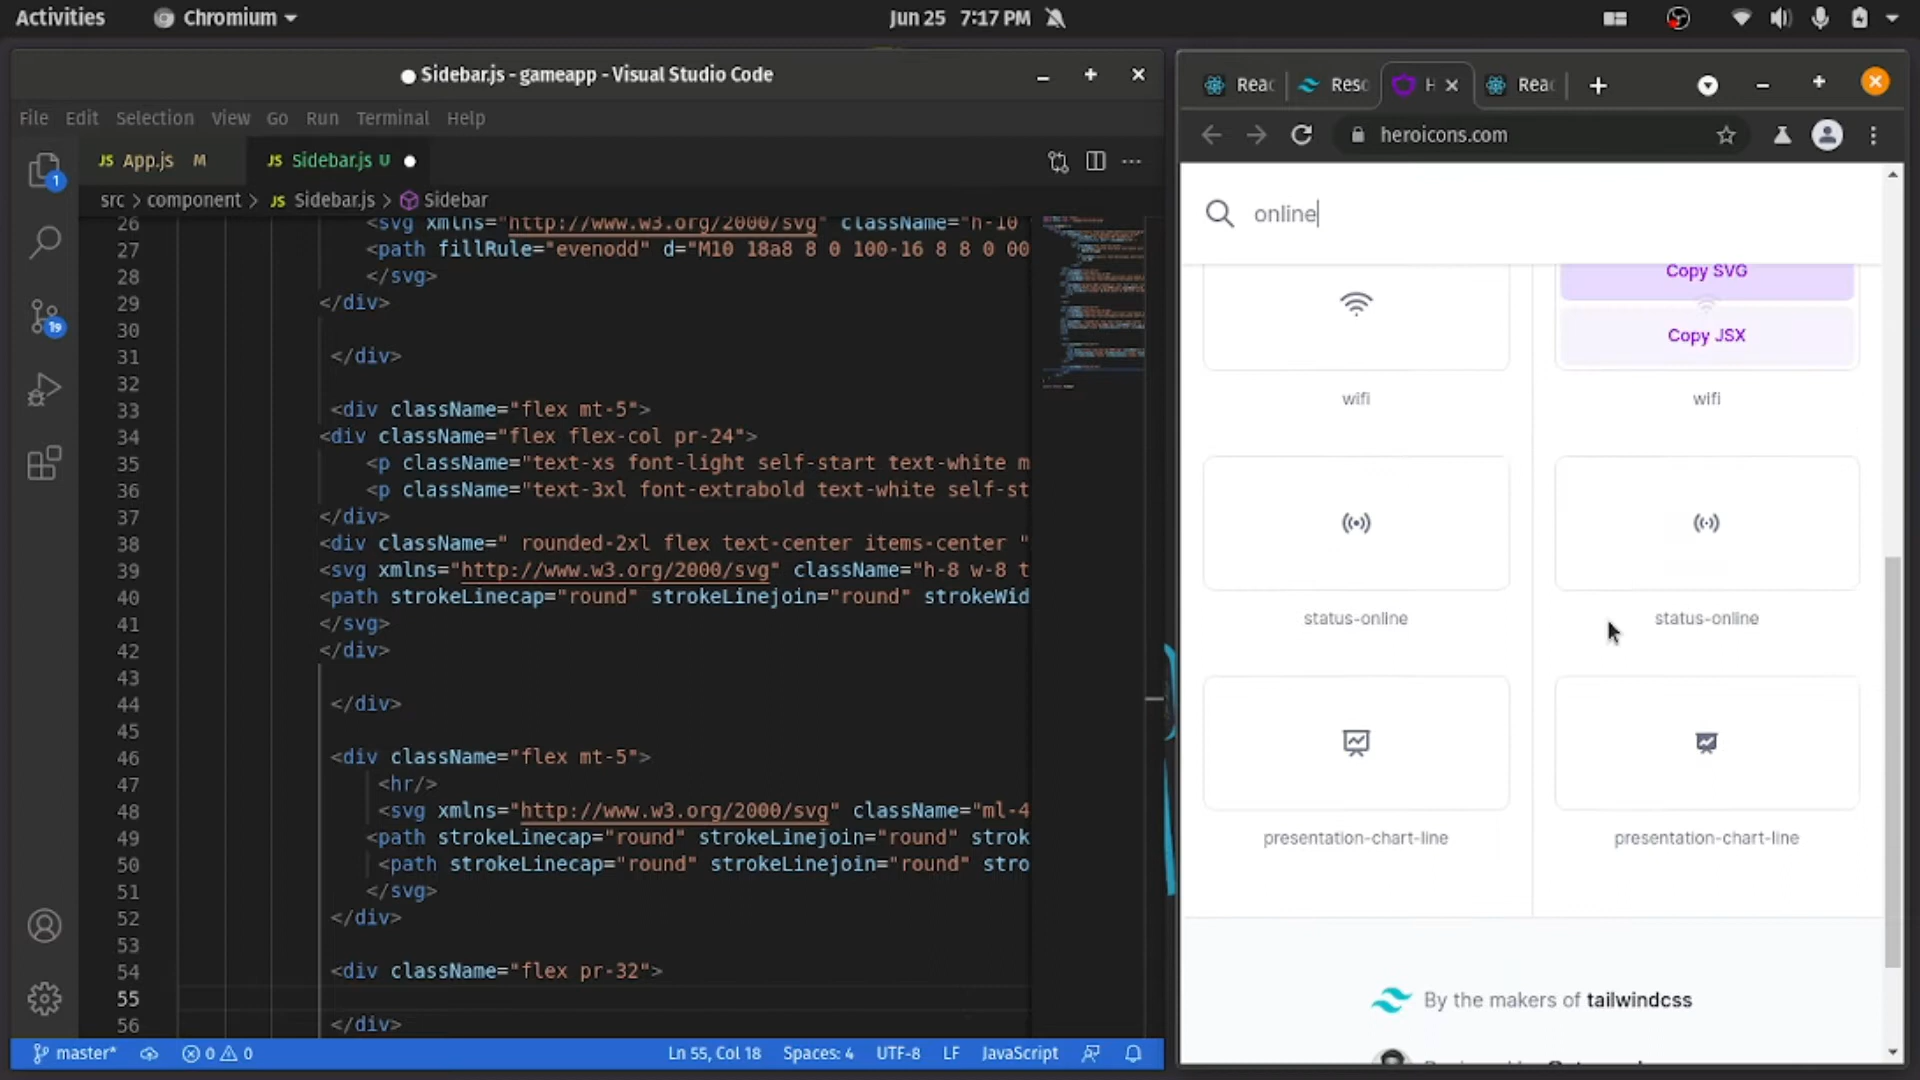 Activities
Chromium
Jun 25 7:17 PM
Sidebar.js - gameapp - Visual Studio Code
File Edit Selection View Go Run Terminal Help
JS App.js M
JS Sidebar.js U
src > component > JS Sidebar.js > Sidebar
1
19
26 <svg xmlns="http://www.w3.org/2000/svg" className="h-10
27 <path fillRule="evenodd" d="M10 18a8 8 0 100-16 8 8 0 00
28 </svg>
29 </div>
30
31 </div>
32
33 <div className="flex mt-5">
34 <div className="flex flex-col pr-24">
35 <p className="text-xs font-light self-start text-white m
36 <p className="text-3xl font-extrabold text-white self-st
37 </div>
38 <div className=" rounded-2xl flex text-center items-center "
39 <svg xmlns="http://www.w3.org/2000/svg" className="h-8 w-8 t
40 <path strokeLinecap="round" strokeLinejoin="round" strokeWid
41 </svg>
42 </div>
43
44 </div>
45
46 <div className="flex mt-5">
47 <hr/>
48 <svg xmlns="http://www.w3.org/2000/svg" className="ml-4
49 <path strokeLinecap="round" strokeLinejoin="round" strok
50 <path strokeLinecap="round" strokeLinejoin="round" stro
51 </svg>
52 </div>
53
54 <div className="flex pr-32">
55
56 </div>
master* 0 0 Ln 55, Col 18 Spaces: 4 UTF-8 LF JavaScript
Reac
Reso
H
Reac
heroicons.com
online
Copy SVG
Copy JSX
wifi
wifi
status-online
status-online
presentation-chart-line
presentation-chart-line
By the makers of tailwindcss